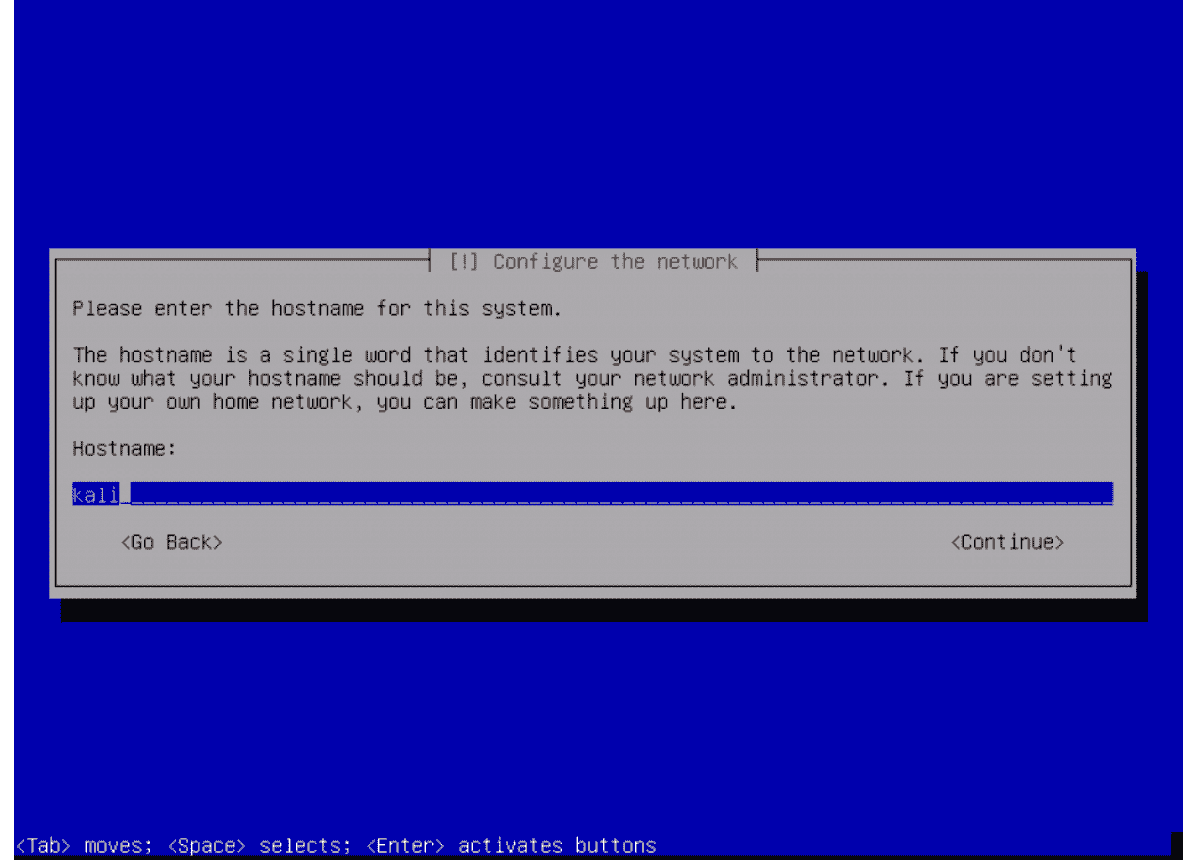 [!] Configure the network
Please enter the hostname for this system.
The hostname is a single word that identifies your system to the network. If you don't
know what your hostname should be, consult your network administrator. If you are setting
up your own home network, you can make something up here.
Hostname:
kali
<Go Back>
<Continue>
<Tab> moves; <Space> selects; <Enter> activates buttons